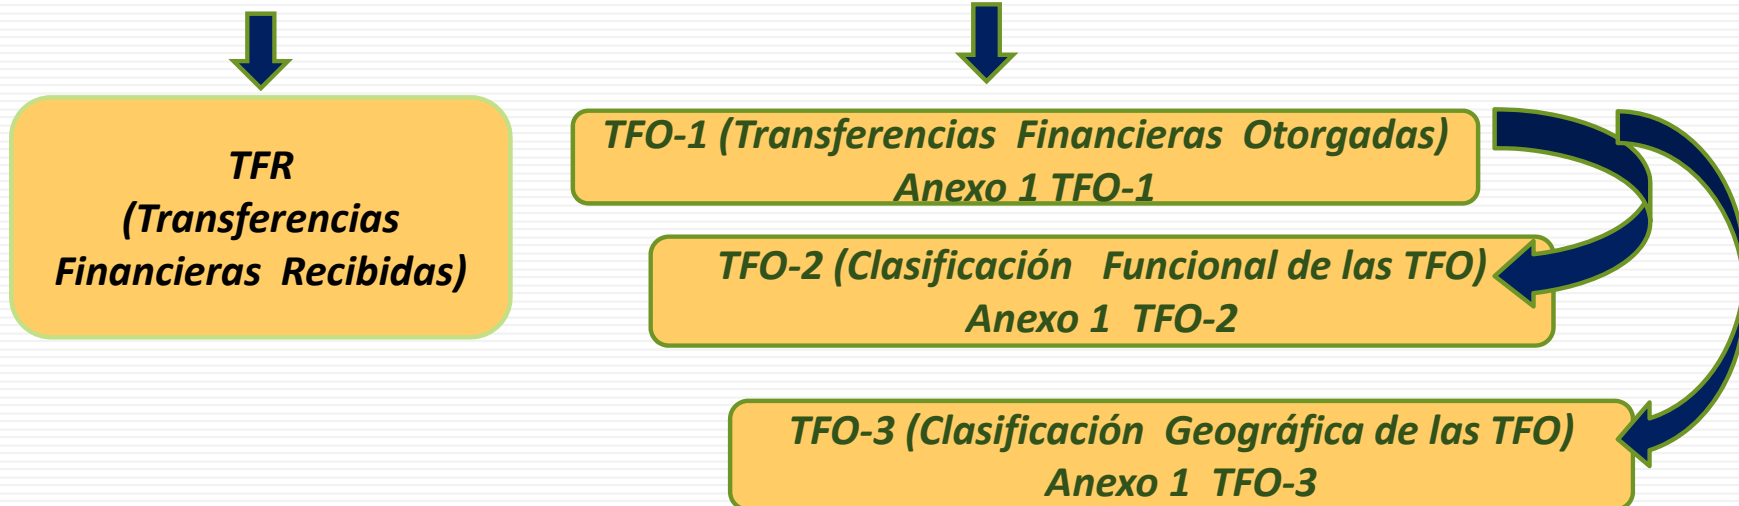 TFR
(Transferencias
Financieras Recibidas)
TFO-1 (Transferencias Financieras Otorgadas)
Anexo 1 TFO-1
TFO-2 (Clasificación Funcional de las TFO)
Anexo 1 TFO-2
TFO-3 (Clasificación Geográfica de las TFO)
Anexo 1 TFO-3